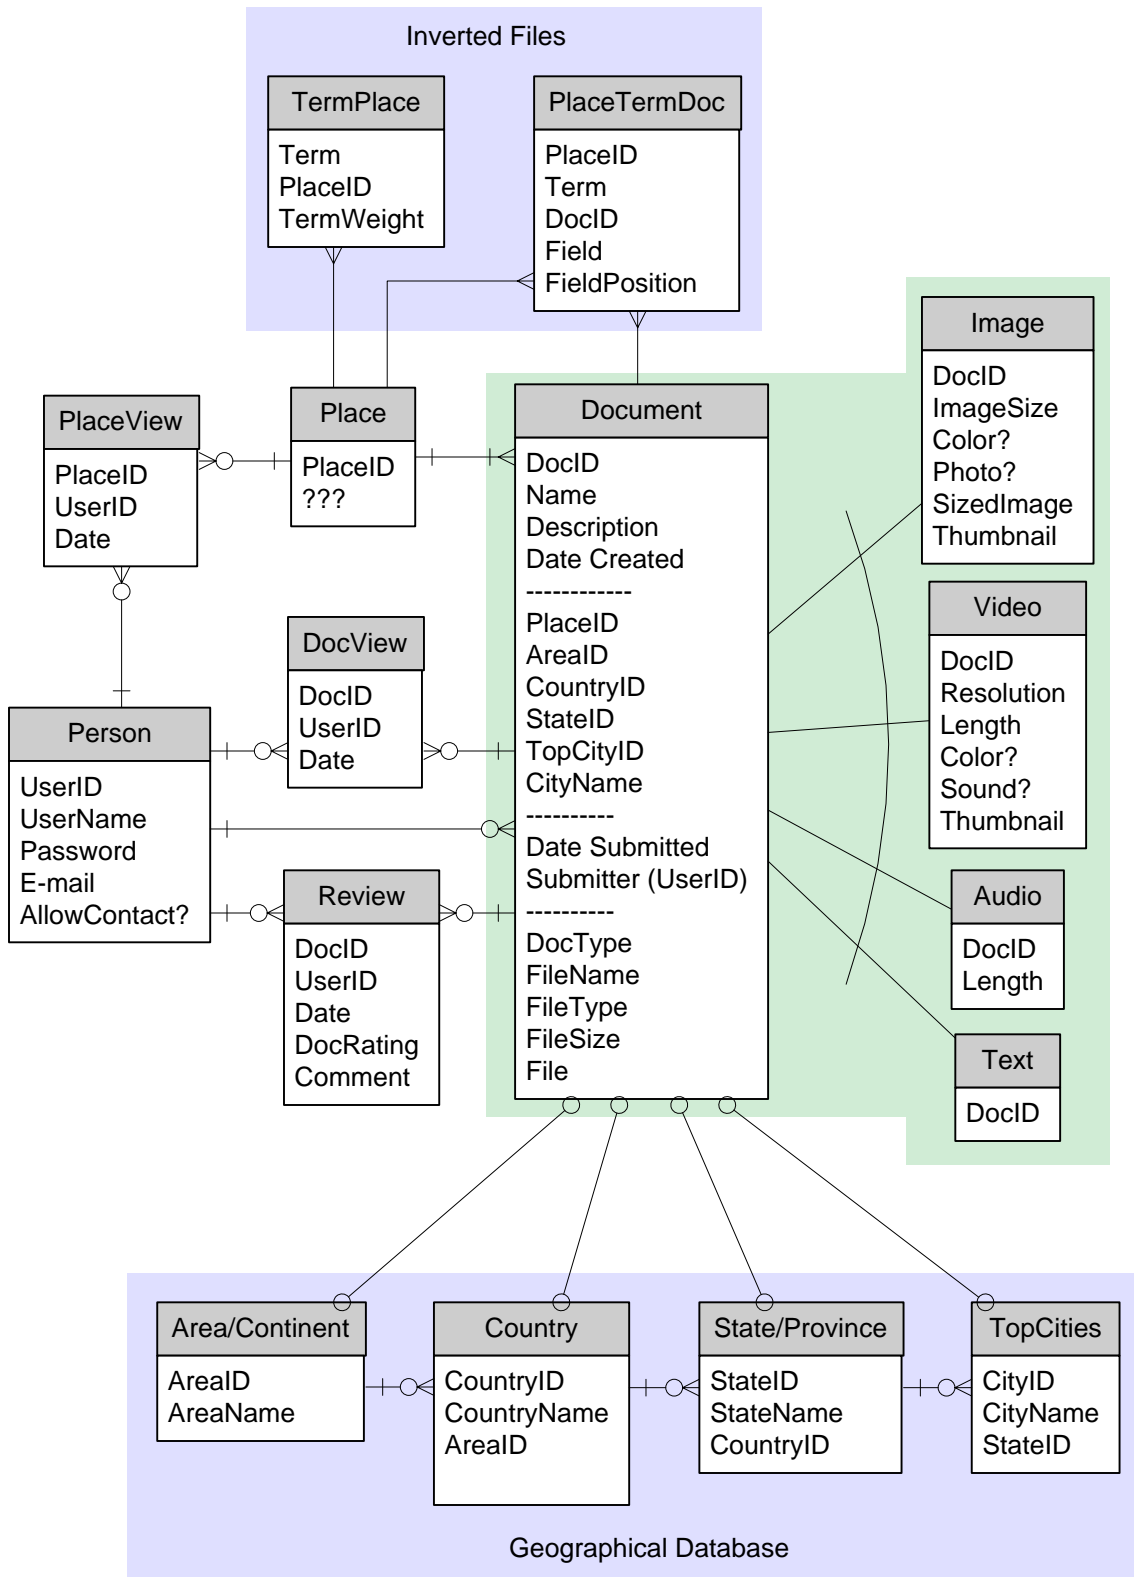 Inverted Files
TermPlace
Term
PlaceID
TermWeight
PlaceTermDoc
PlaceID
Term
DocID
Field
FieldPosition
Image
DocID
ImageSize
Color?
Photo?
SizedImage
Thumbnail
PlaceView
PlaceID
UserID
Date
Place
PlaceID
???
Document
DocID
Name
Description
Date Created
------------
PlaceID
AreaID
CountryID
StateID
TopCityID
CityName
----------
Date Submitted
Submitter (UserID)
----------
DocType
FileName
FileType
FileSize
File
Video
DocID
Resolution
Length
Color?
Sound?
Thumbnail
DocView
DocID
UserID
Date
Person
UserID
UserName
Password
E-mail
AllowContact?
Review
DocID
UserID
Date
DocRating
Comment
Audio
DocID
Length
Text
DocID
Area/Continent
AreaID
AreaName
Country
CountryID
CountryName
AreaID
State/Province
StateID
StateName
CountryID
TopCities
CityID
CityName
StateID
Geographical Database